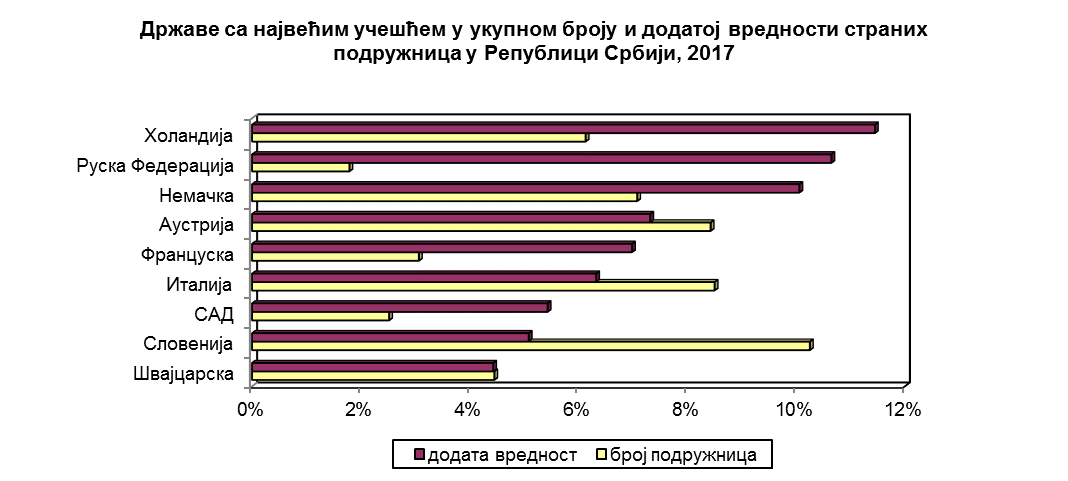 Државе са највећим учешћем у укупном броју и додатој вредности страних
подружница у Републици Србији, 2017
Холандија
Руска Федерација
Немачка
Аустрија
Француска
Италија
САД
Словенија
Швајцарска
0% 2% 4% 6% 8% 10% 12%
додата вредност број подружница